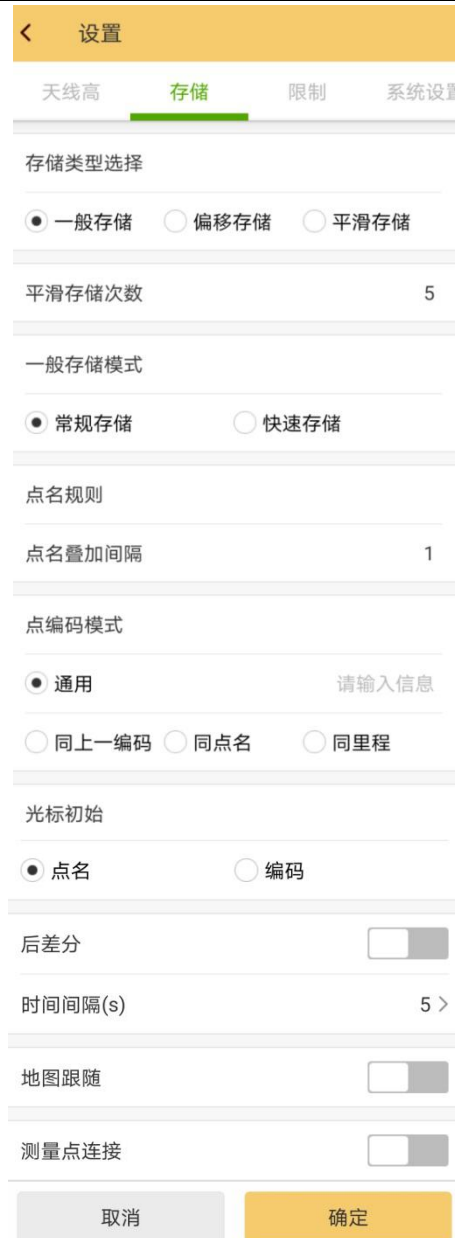 设置
天线高 存储 限制 系统设置
存储类型选择
一般存储 偏移存储 平滑存储
平滑存储次数 5
一般存储模式
常规存储 快速存储
点名规则
点名叠加间隔 1
点编码模式
通用 请输入信息
同上一编码 同点名 同里程
光标初始
点名 编码
后差分
时间间隔(s) 5
地图跟随
测量点连接
取消 确定